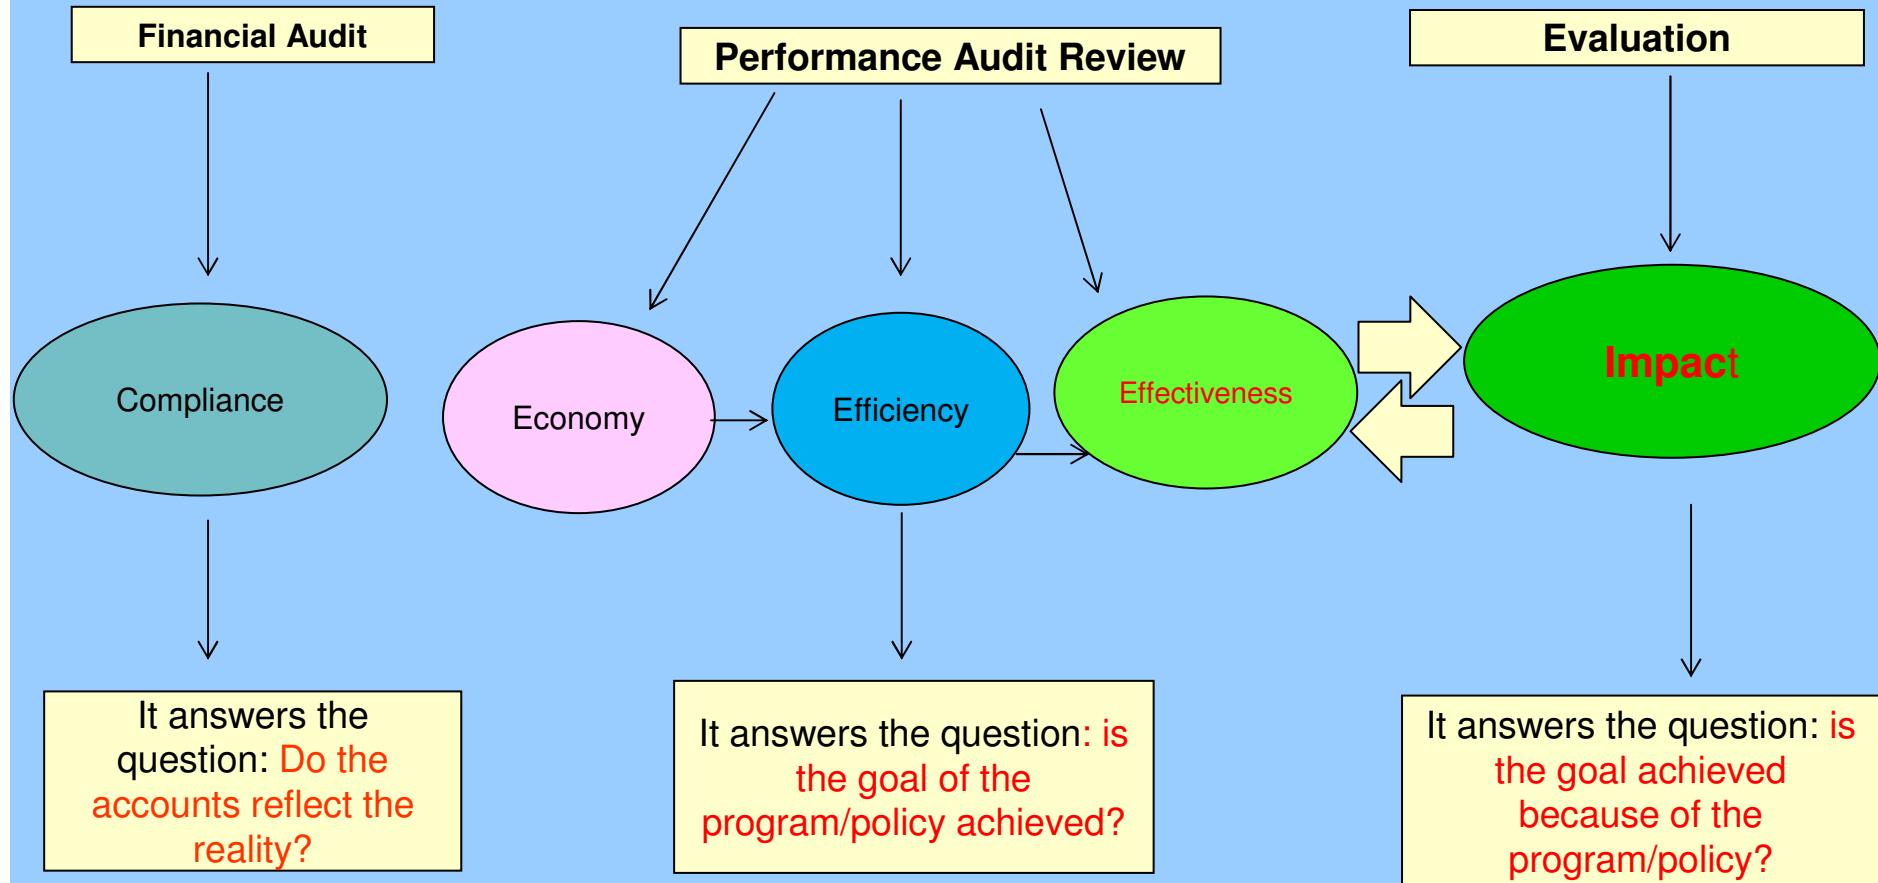 Financial Audit
Performance Audit Review
Evaluation
Compliance
Economy
Efficiency
Effectiveness
Impact
It answers the
question: Do the
accounts reflect the
reality?
It answers the question: is
the goal of the
program/policy achieved?
It answers the question: is
the goal achieved
because of the
program/policy?